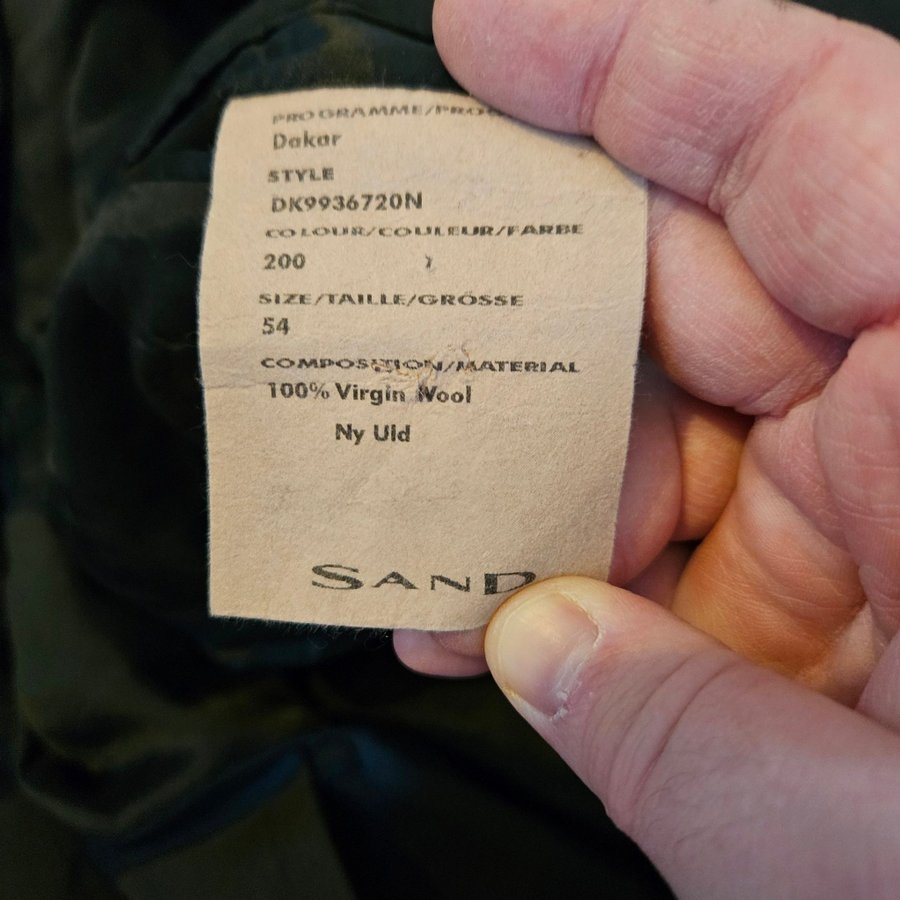 PROGRAMME/PROG
Dakar
STYLE
DK9936720N
COLOUR/COULEUR/FARBE
200
SIZE/TAILLE/GRÖSSE
54
COMPOSITION/MATERIAL
100% Virgin Wool
Ny Uld
SAND